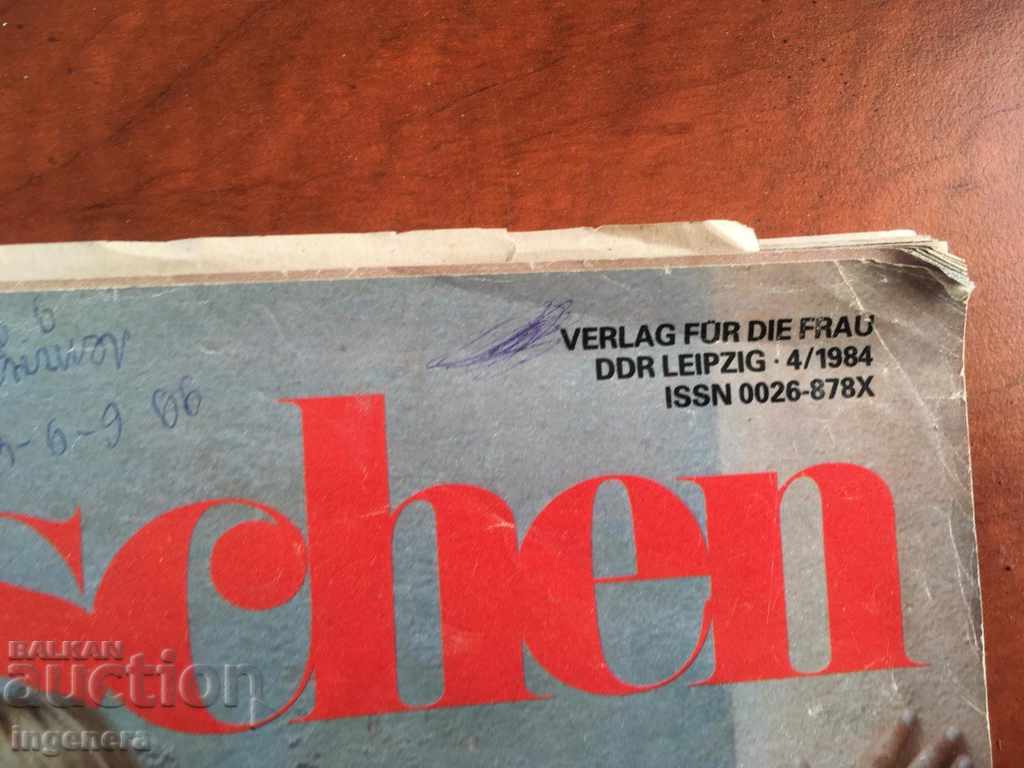 VERLAG FÜR DIE FRAU
DDR LEIPZIG · 4/1984
ISSN 0026-878X
schen
BALKAN
auction
ingenera